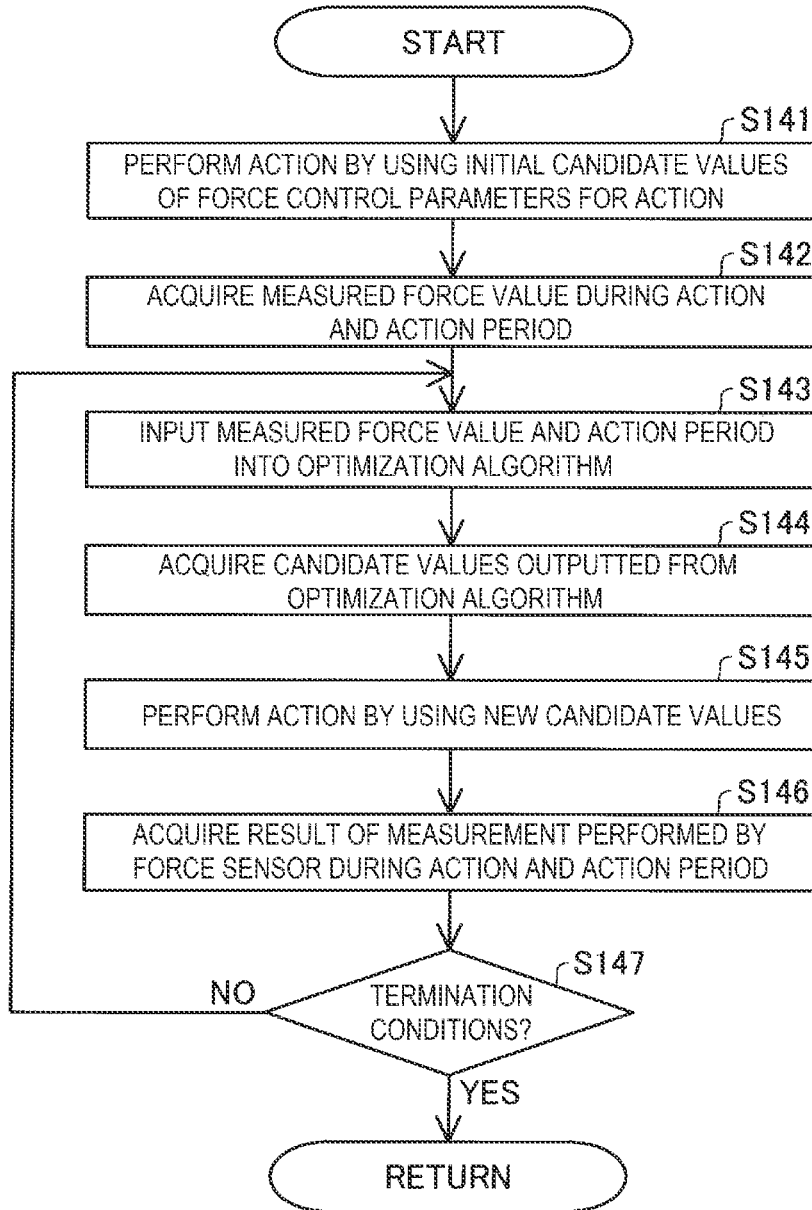 START
S141
PERFORM ACTION BY USING INITIAL CANDIDATE VALUES
OF FORCE CONTROL PARAMETERS FOR ACTION
S142
ACQUIRE MEASURED FORCE VALUE DURING ACTION
AND ACTION PERIOD
S143
INPUT MEASURED FORCE VALUE AND ACTION PERIOD
INTO OPTIMIZATION ALGORITHM
S144
ACQUIRE CANDIDATE VALUES OUTPUTTED FROM
OPTIMIZATION ALGORITHM
S145
PERFORM ACTION BY USING NEW CANDIDATE VALUES
S146
ACQUIRE RESULT OF MEASUREMENT PERFORMED BY
FORCE SENSOR DURING ACTION AND ACTION PERIOD
S147
NO
TERMINATION
CONDITIONS?
YES
RETURN